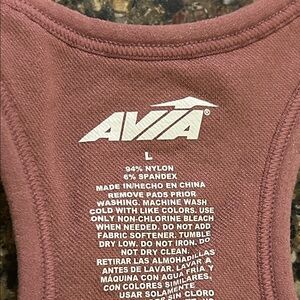 AVIA®
L
94% NYLON
6% SPANDEX
MADE IN/HECHO EN CHINA
REMOVE PADS PRIOR
WASHING. MACHINE WASH
COLD WITH LIKE COLORS. USE
ONLY NON-CHLORINE BLEACH
WHEN NEEDED. DO NOT ADD
FABRIC SOFTENER. TUMBLE
DRY LOW. DO NOT IRON. DO
NOT DRY CLEAN.
RETIRAR LAS ALMOHADILLAS
ANTES DE LAVAR. LAVAR A
MÁQUINA CON AGUA FRÍA Y
CON COLORES SIMILARES.
USAR SOLAMENTE
SIN CLORO